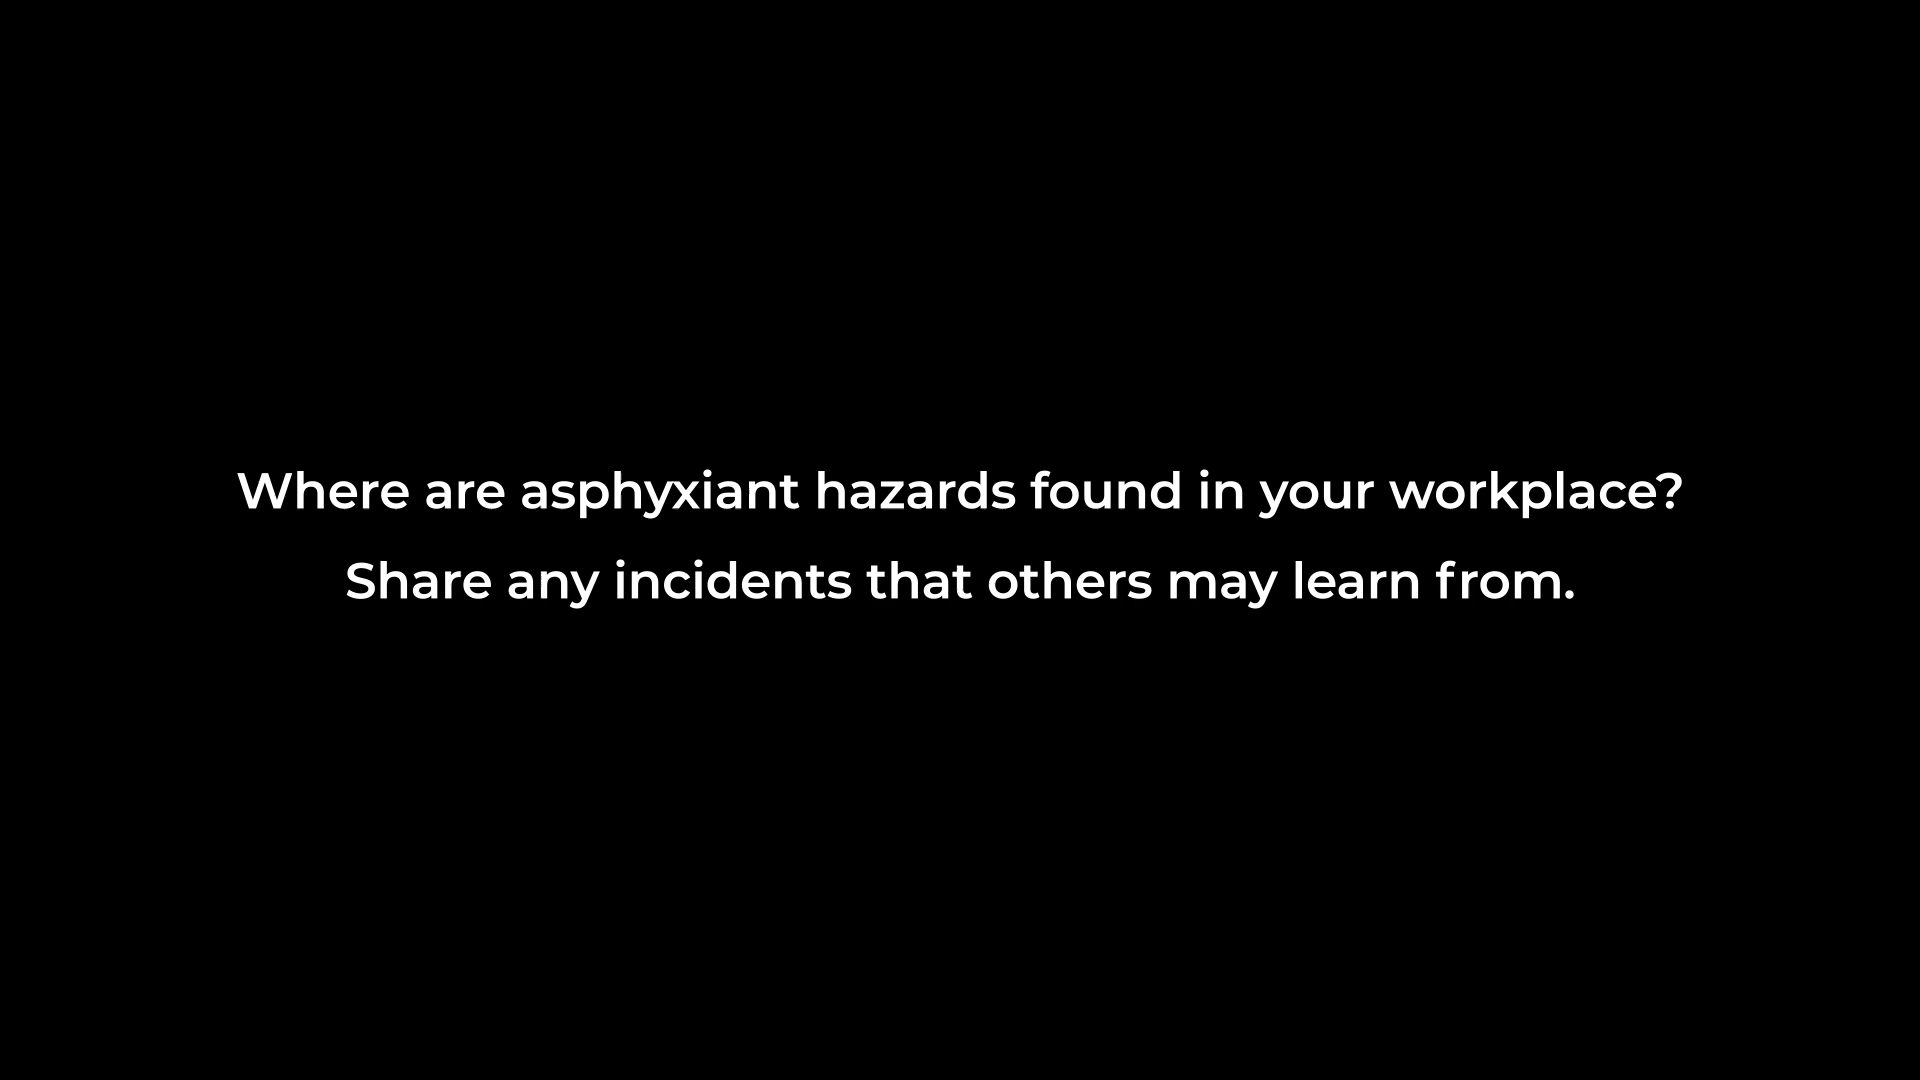 Where are asphyxiant hazards found in your workplace?
Share any incidents that others may learn from.